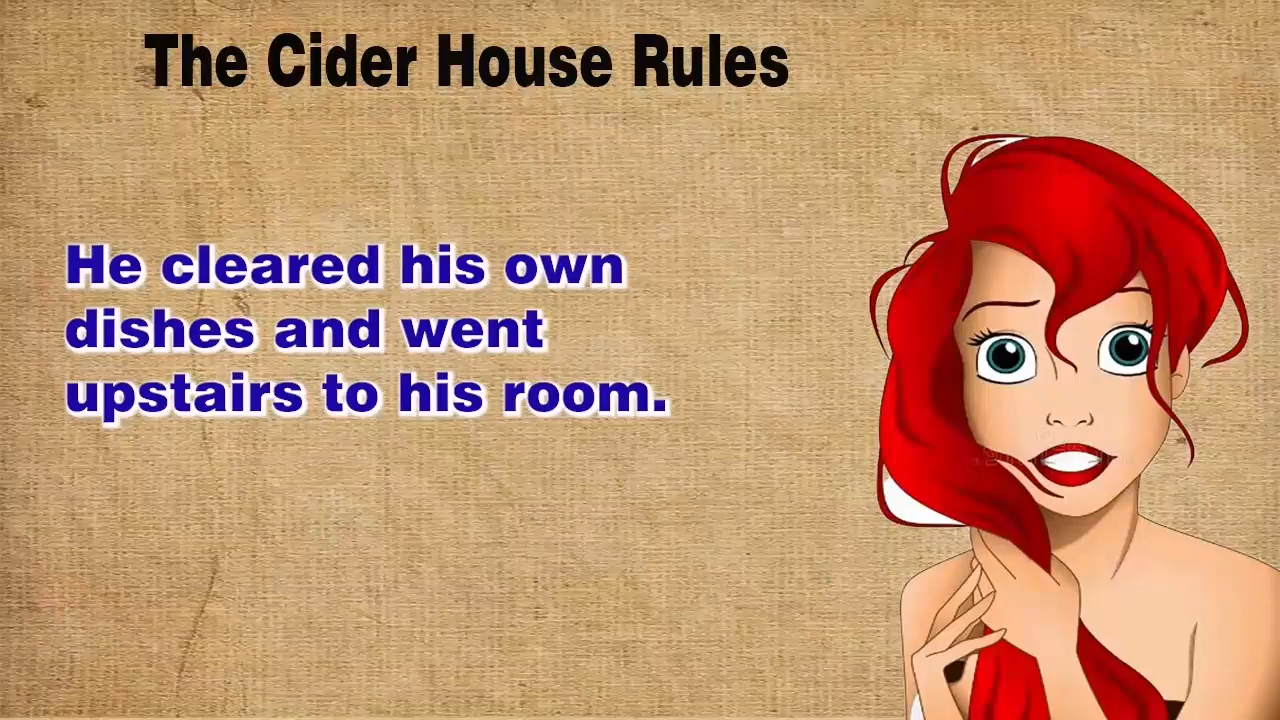 The Cider House Rules
He cleared his own
dishes and went
upstairs to his room.